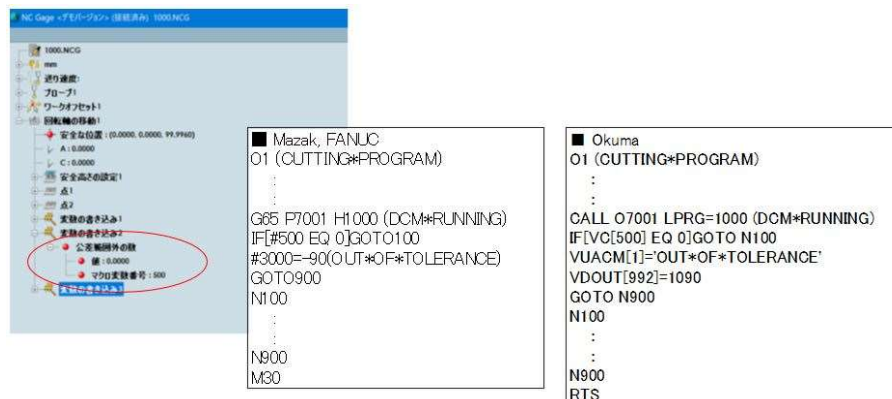 NC Gage <デモバージョン> (接続済み) 1000.NCG
1000.NCG
mm
送り速度1
プローブ1
ワークオフセット1
回転軸の移動1
安全な位置 : (0.0000, 0.0000, 99.9960)
A : 0.0000
C : 0.0000
安全高さの設定1
点1
点2
変数の書き込み1
変数の書き込み2
公差範囲外の数
値 : 0.0000
マクロ変数番号 : 500
変数の書き込み3
■ Mazak, FANUC
O1 (CUTTING*PROGRAM)
:
:
G65 P7001 H1000 (DCM*RUNNING)
IF[#500 EQ 0]GOTO100
#3000=-90(OUT*OF*TOLERANCE)
GOTO900
N100
:
:
N900
M30
■ Okuma
O1 (CUTTING*PROGRAM)
:
:
CALL O7001 LPRG=1000 (DCM*RUNNING)
IF[VC[500] EQ 0]GOTO N100
VUACM[1]='OUT*OF*TOLERANCE'
VDOUT[992]=1090
GOTO N900
N100
:
:
N900
RTS